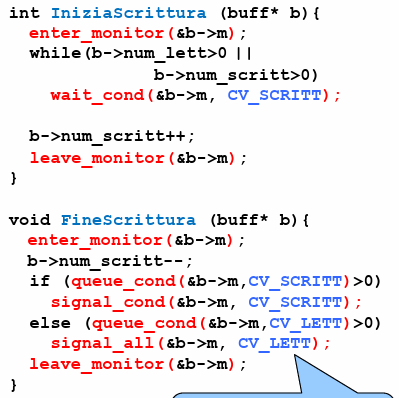 int IniziaScrittura (buff* b){
enter_monitor(&b->m);
while(b->num_lett>0 ||
b->num_scritt>0)
wait_cond(&b->m, CV_SCRITT);
b->num_scritt++;
leave_monitor(&b->m);
}
void FineScrittura (buff* b){
enter_monitor(&b->m);
b->num_scritt--;
if (queue_cond(&b->m,CV_SCRITT)>0)
signal_cond(&b->m, CV_SCRITT);
else (queue_cond(&b->m,CV_LETT)>0)
signal_all(&b->m, CV_LETT);
leave_monitor(&b->m);
}